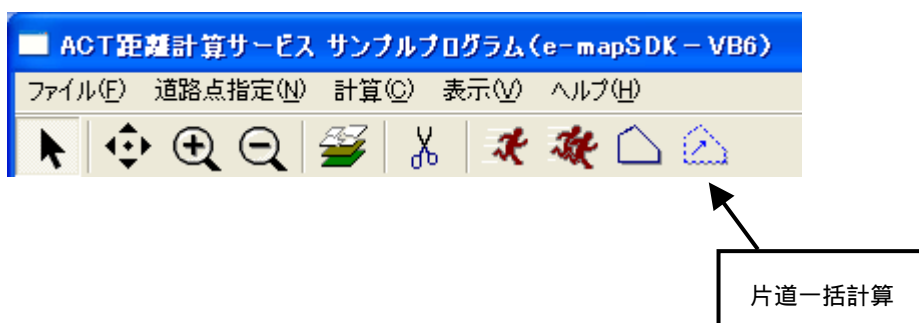 ACT距離計算サービス サンプルプログラム(e-mapSDK－VB6)
ファイル(F) 道路点指定(N) 計算(C) 表示(V) ヘルプ(H)
片道一括計算